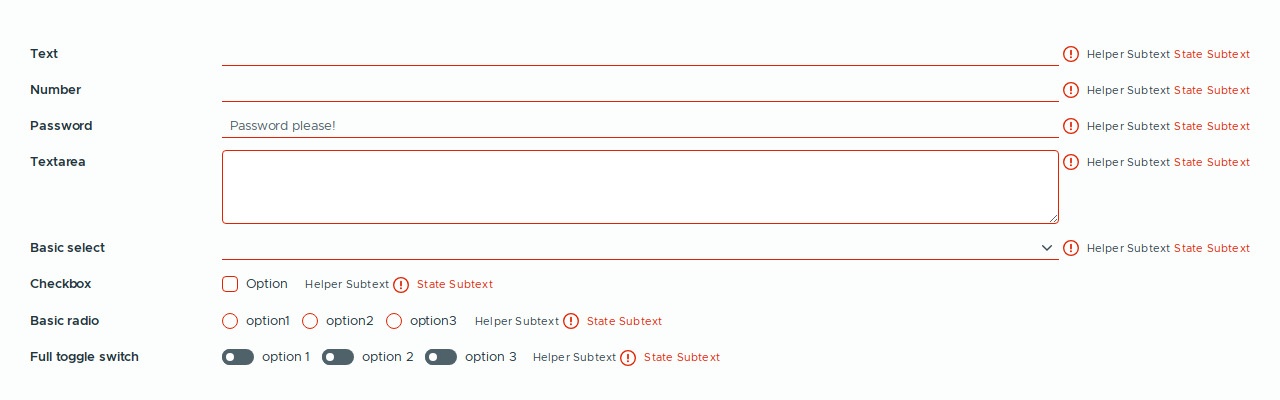 Text Helper Subtext State Subtext
Number Helper Subtext State Subtext
Password Password please! Helper Subtext State Subtext
Textarea Helper Subtext State Subtext
Basic select Helper Subtext State Subtext
Checkbox Option Helper Subtext State Subtext
Basic radio option1 option2 option3 Helper Subtext State Subtext
Full toggle switch option 1 option 2 option 3 Helper Subtext State Subtext